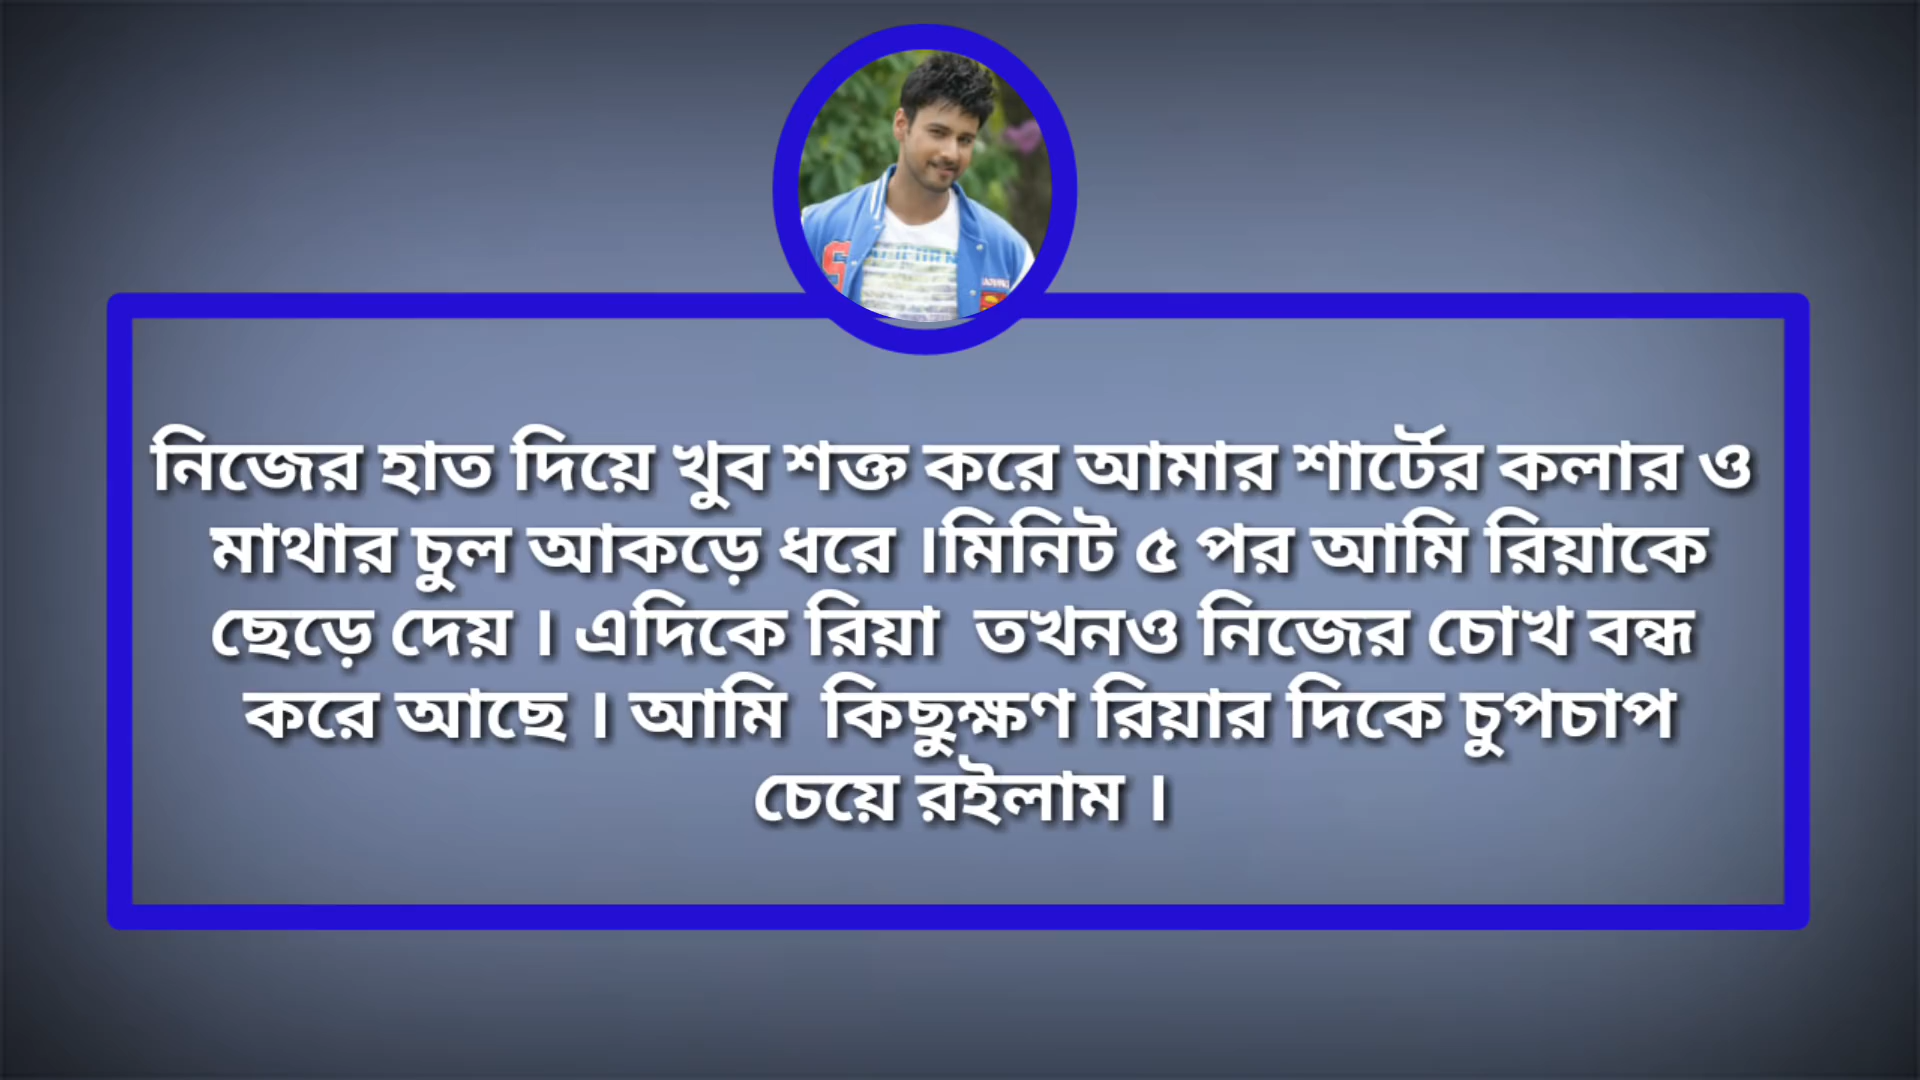 নিজের হাত দিয়ে খুব শক্ত করে আমার শার্টের কলার ও
মাথার চুল আকড়ে ধরে ।মিনিট ৫ পর আমি রিয়াকে
ছেড়ে দেয় । এদিকে রিয়া  তখনও নিজের চোখ বন্ধ
করে আছে । আমি  কিছুক্ষণ রিয়ার দিকে চুপচাপ
চেয়ে রইলাম ।